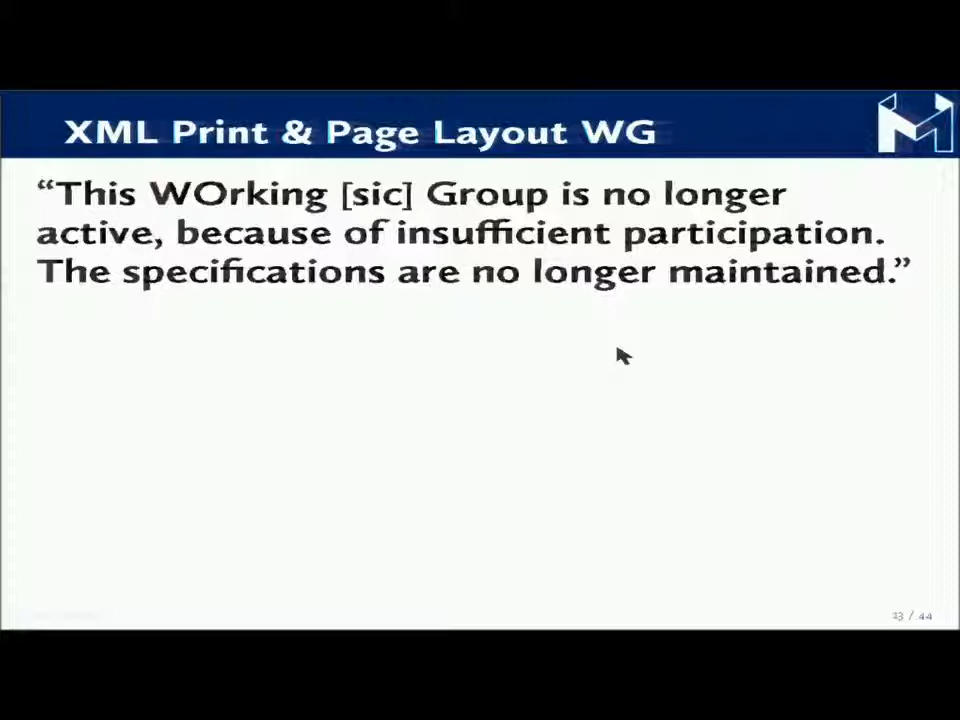 XML Print & Page Layout WG
“This WOrking [sic] Group is no longer
active, because of insufficient participation.
The specifications are no longer maintained.”
13 / 44